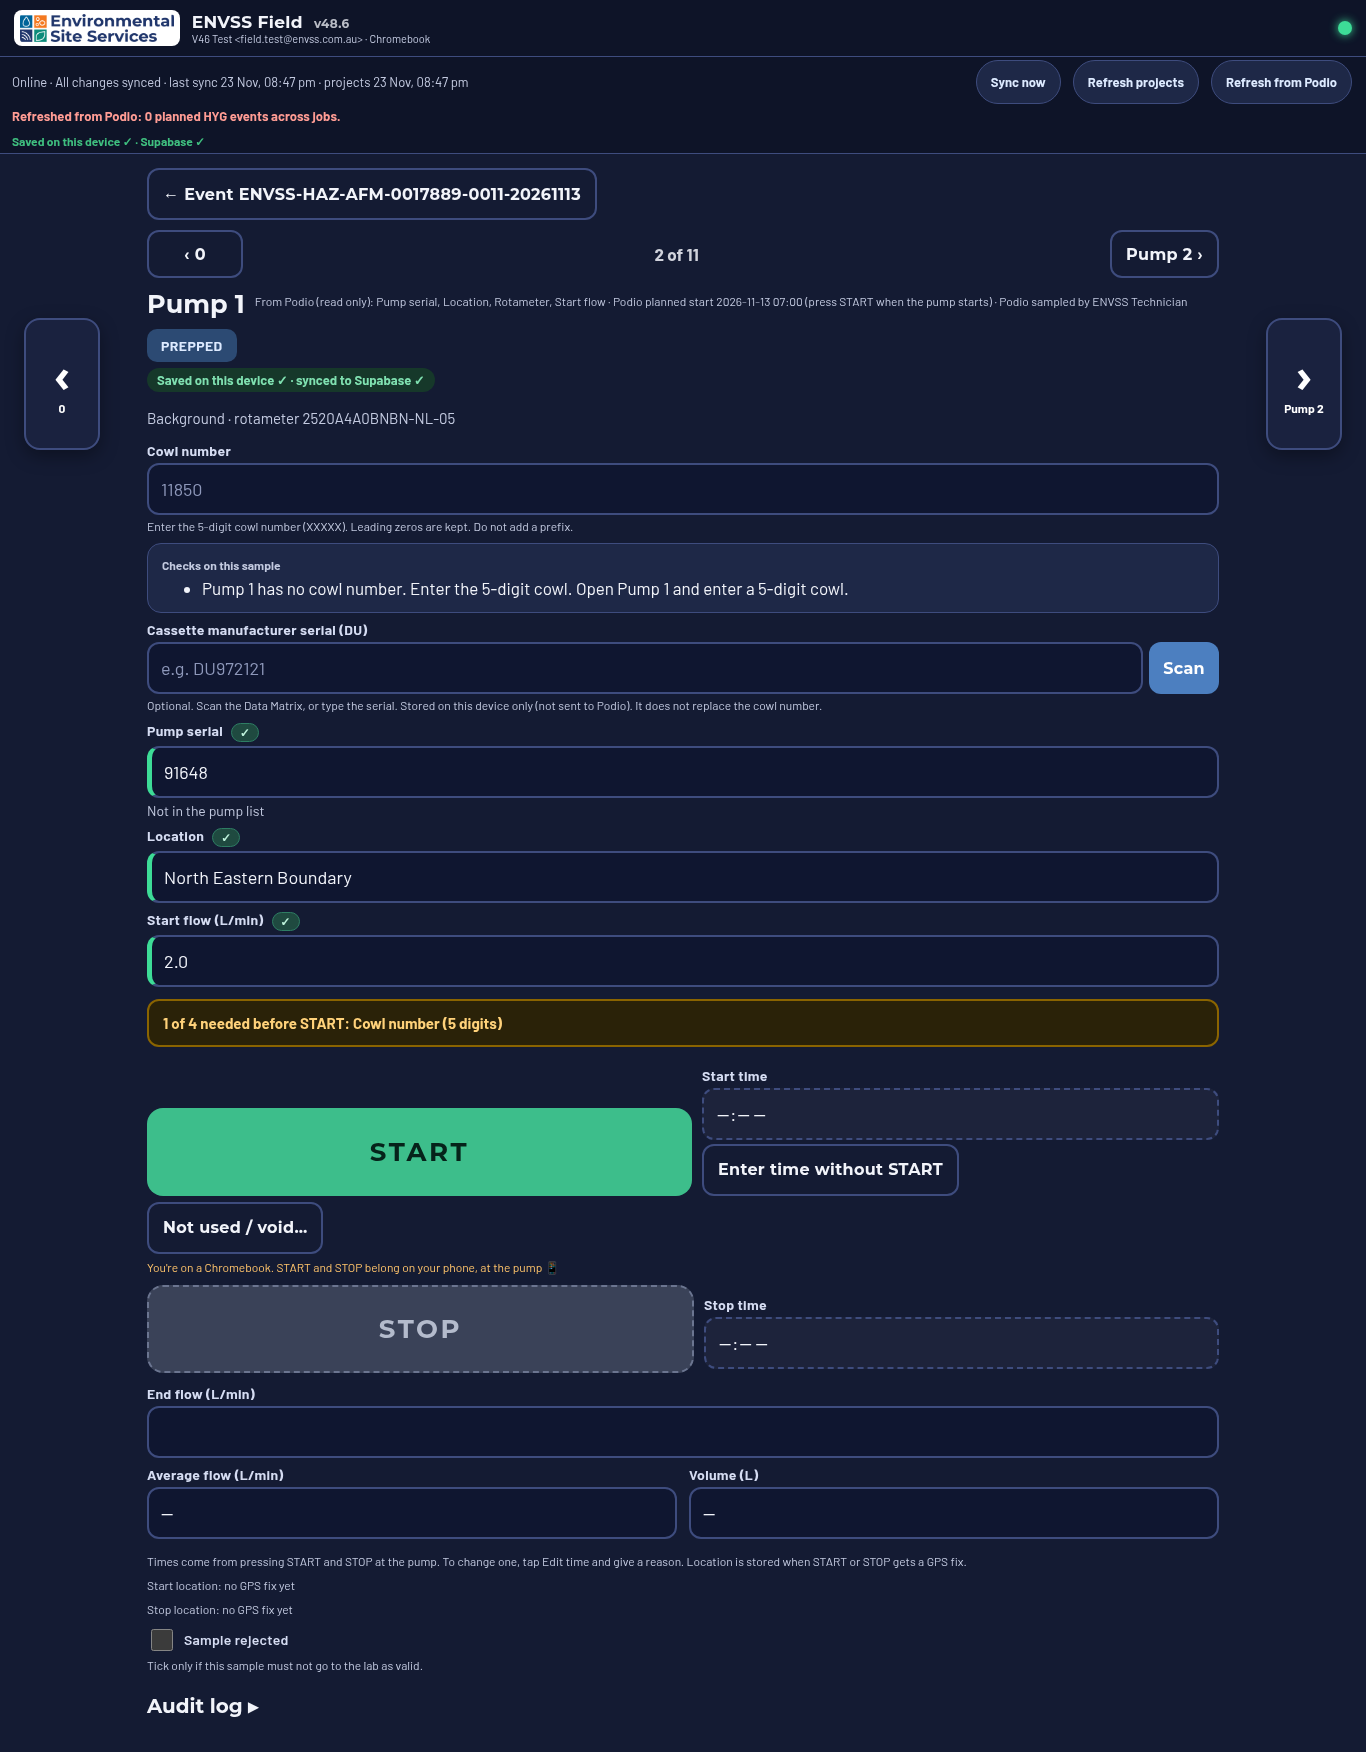 Environmental
Site Services
ENVSS Field v48.6
V46 Test <field.test@envss.com.au> · Chromebook
Online · All changes synced · last sync 23 Nov, 08:47 pm · projects 23 Nov, 08:47 pm
Sync now
Refresh projects
Refresh from Podio
Refreshed from Podio: 0 planned HYG events across jobs.
Saved on this device ✓ · Supabase ✓
← Event ENVSS-HAZ-AFM-0017889-0011-20261113
‹ 0
2 of 11
Pump 2 ›
Pump 1 From Podio (read only): Pump serial, Location, Rotameter, Start flow · Podio planned start 2026-11-13 07:00 (press START when the pump starts) · Podio sampled by ENVSS Technician
PREPPED
‹
0
›
Pump 2
Saved on this device ✓ · synced to Supabase ✓
Background · rotameter 2520A4A0BNBN-NL-05
Cowl number
11850
Enter the 5-digit cowl number (XXXXX). Leading zeros are kept. Do not add a prefix.
Checks on this sample
• Pump 1 has no cowl number. Enter the 5-digit cowl. Open Pump 1 and enter a 5-digit cowl.
Cassette manufacturer serial (DU)
e.g. DU972121
Scan
Optional. Scan the Data Matrix, or type the serial. Stored on this device only (not sent to Podio). It does not replace the cowl number.
Pump serial ✓
91648
Not in the pump list
Location ✓
North Eastern Boundary
Start flow (L/min) ✓
2.0
1 of 4 needed before START: Cowl number (5 digits)
START
Start time
—:— —
Enter time without START
Not used / void...
You're on a Chromebook. START and STOP belong on your phone, at the pump 📱
STOP
Stop time
—:— —
End flow (L/min)
Average flow (L/min)
—
Volume (L)
—
Times come from pressing START and STOP at the pump. To change one, tap Edit time and give a reason. Location is stored when START or STOP gets a GPS fix.
Start location: no GPS fix yet
Stop location: no GPS fix yet
Sample rejected
Tick only if this sample must not go to the lab as valid.
Audit log ▸